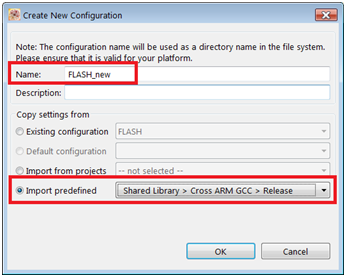 Create New Configuration
Note: The configuration name will be used as a directory name in the file system.
Please ensure that it is valid for your platform.
Name: FLASH_new
Description:
Copy settings from
Existing configuration FLASH
Default configuration
Import from projects -- not selected --
Import predefined Shared Library > Cross ARM GCC > Release
OK Cancel